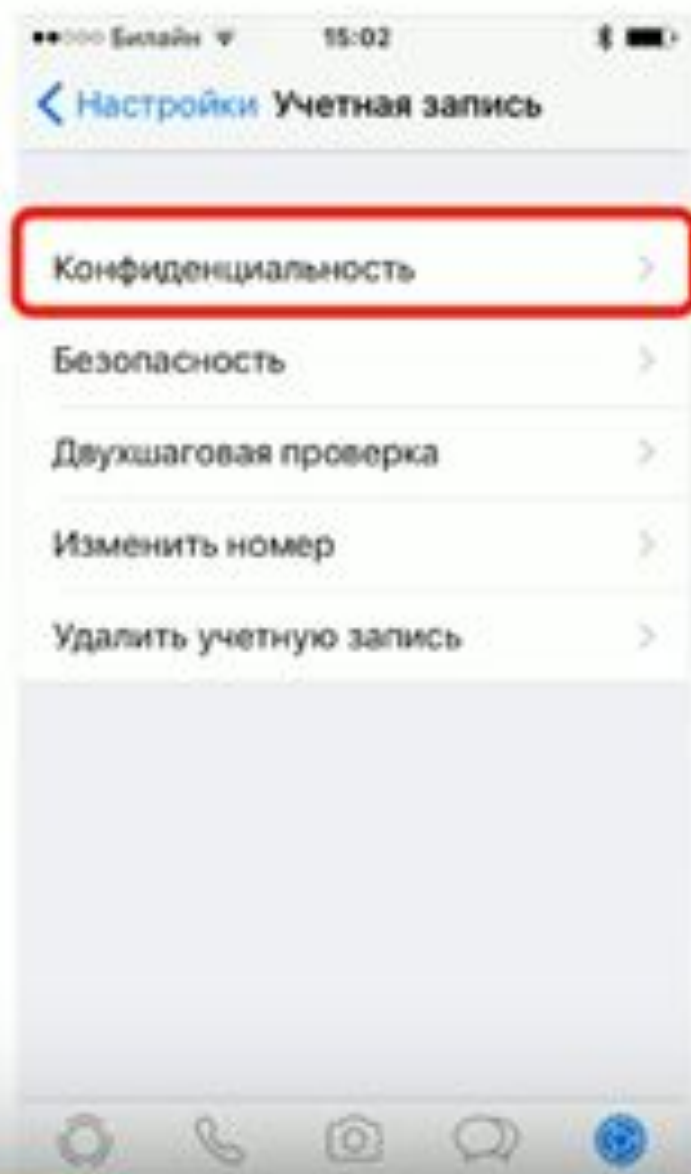 Билайн 15:02
Настройки Учетная запись
Конфиденциальность
Безопасность
Двухшаговая проверка
Изменить номер
Удалить учетную запись